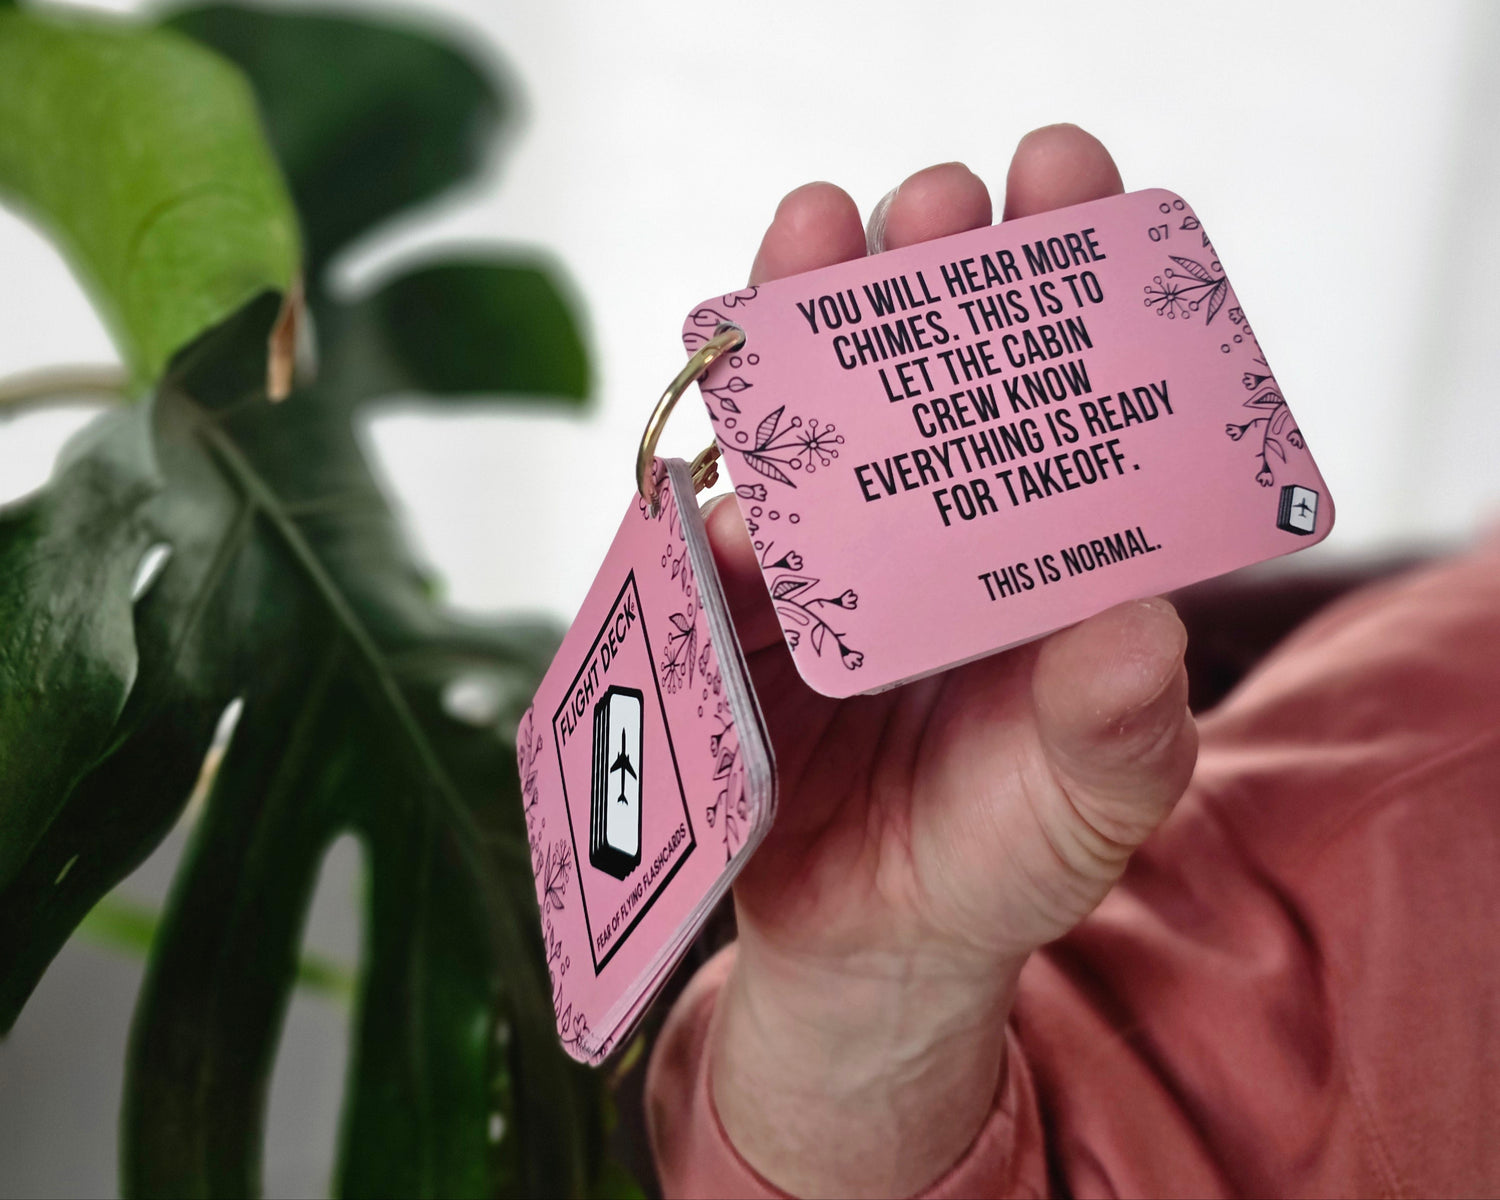 07
YOU WILL HEAR MORE
CHIMES. THIS IS TO
LET THE CABIN
CREW KNOW
EVERYTHING IS READY
FOR TAKEOFF.
THIS IS NORMAL.
FLIGHT DECK®
FEAR OF FLYING FLASHCARDS